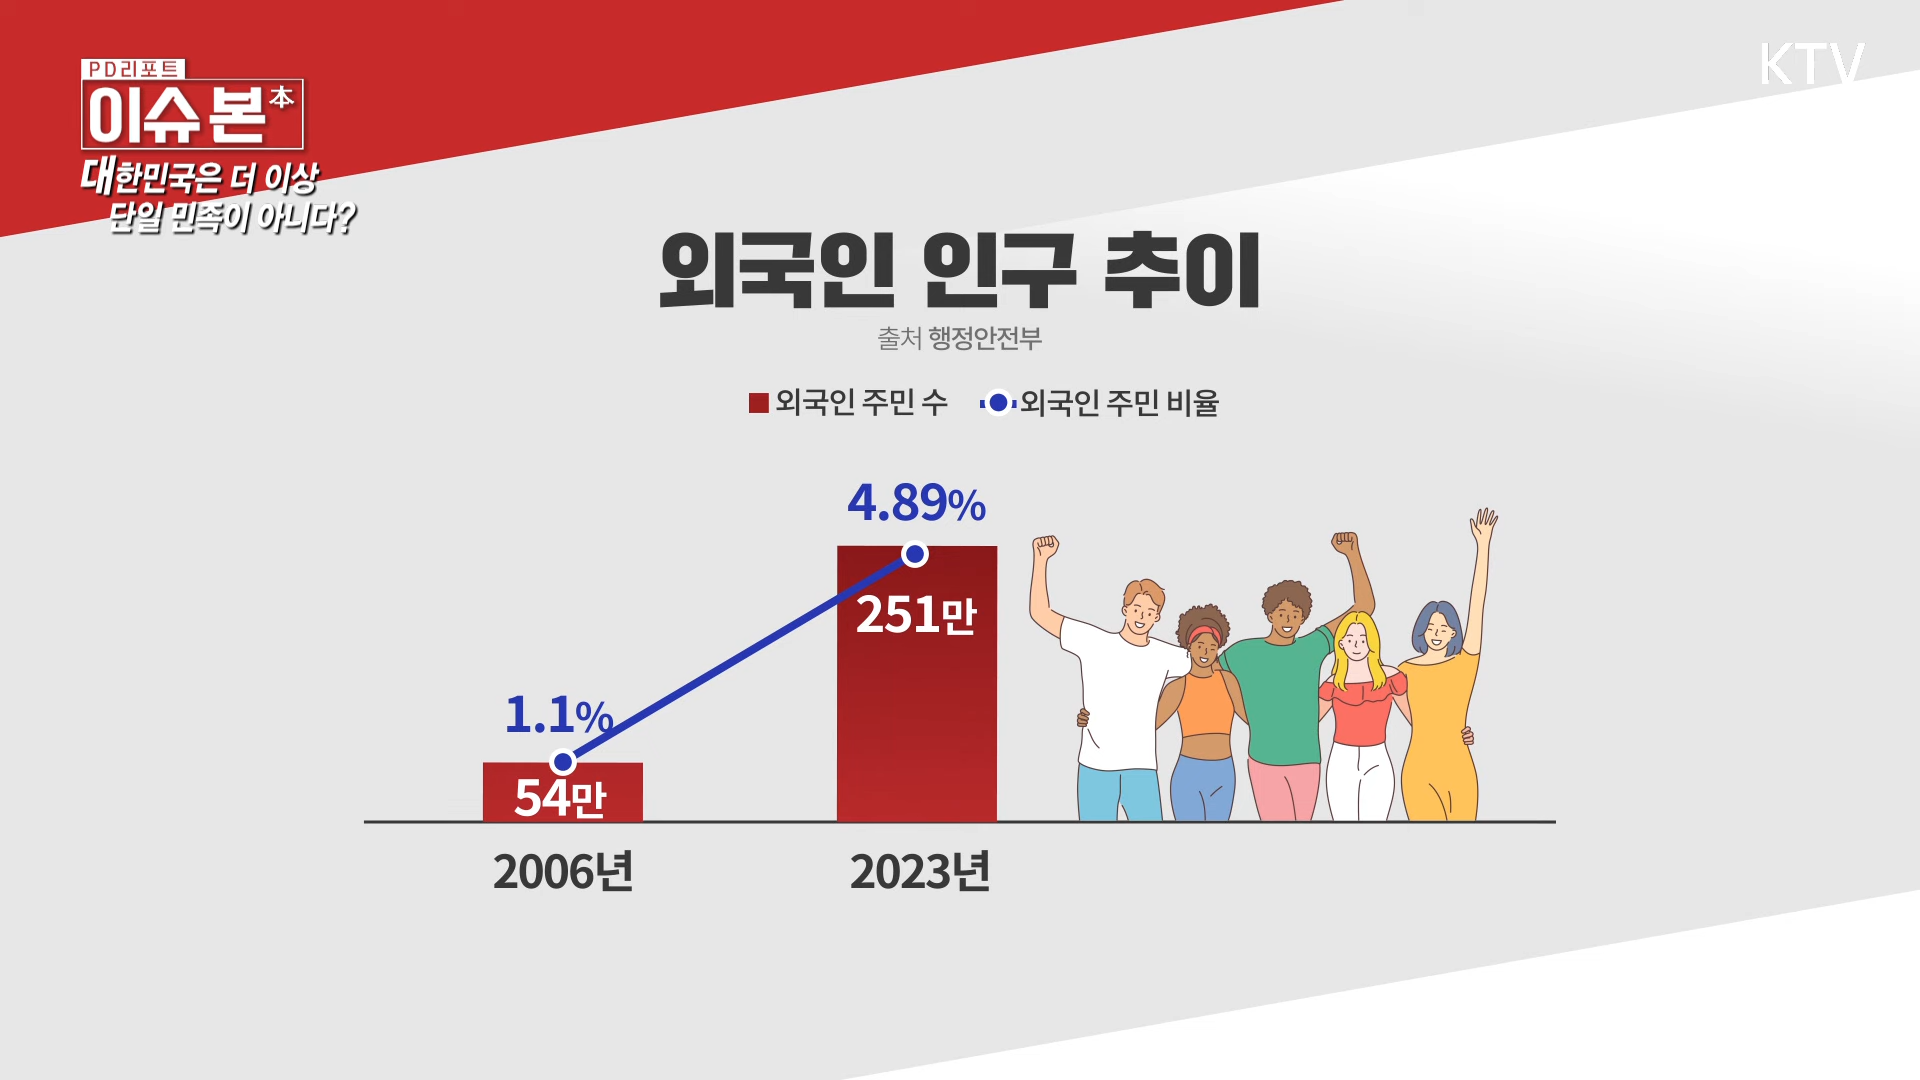 PD리포트
이슈 본 本
대한민국은 더 이상
단일 민족이 아니다?
KTV
외국인 인구 추이
출처 행정안전부
외국인 주민 수 외국인 주민 비율
4.89%
251만
1.1%
54만
2006년 2023년